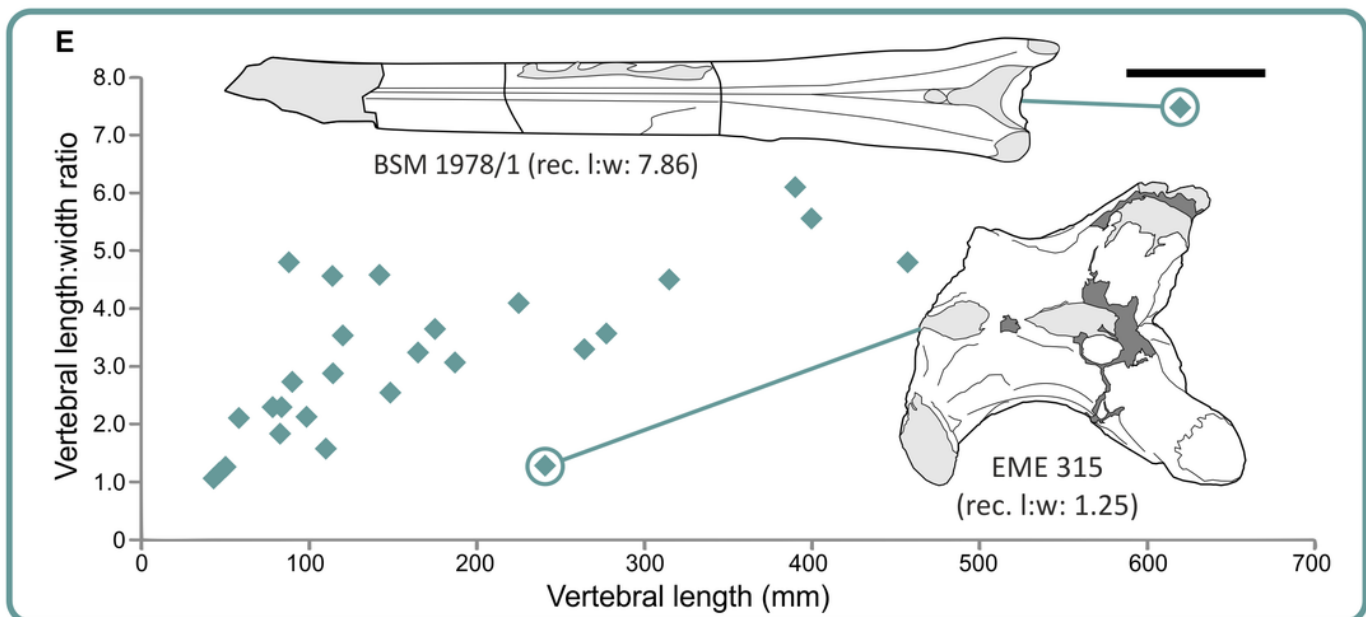 E
8.0
7.0
6.0
5.0
4.0
3.0
2.0
1.0
0
Vertebral length:width ratio
BSM 1978/1 (rec. l:w: 7.86)
EME 315
(rec. l:w: 1.25)
0 100 200 300 400 500 600 700
Vertebral length (mm)